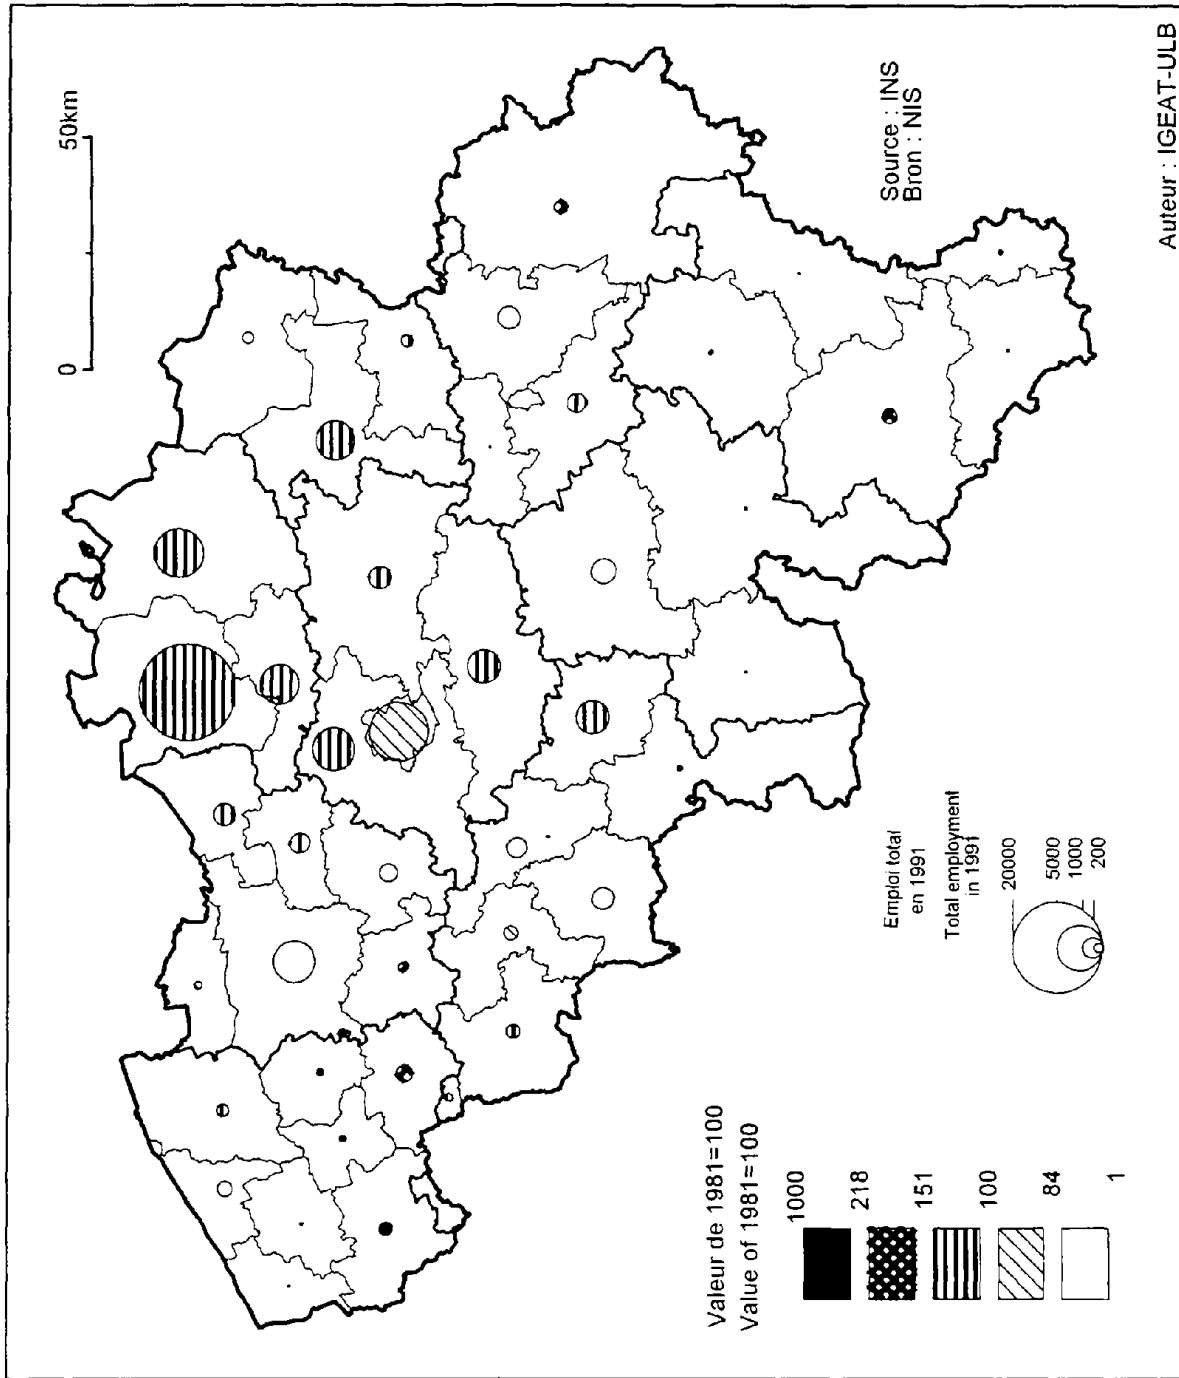 0 50km
Source : INS
Bron : NIS
Auteur : IGEAT-ULB
Emploi total
en 1991
Total employment
in 1991
20000
5000
1000
200
Valeur de 1981=100
Value of 1981=100
1000
218
151
100
84
1